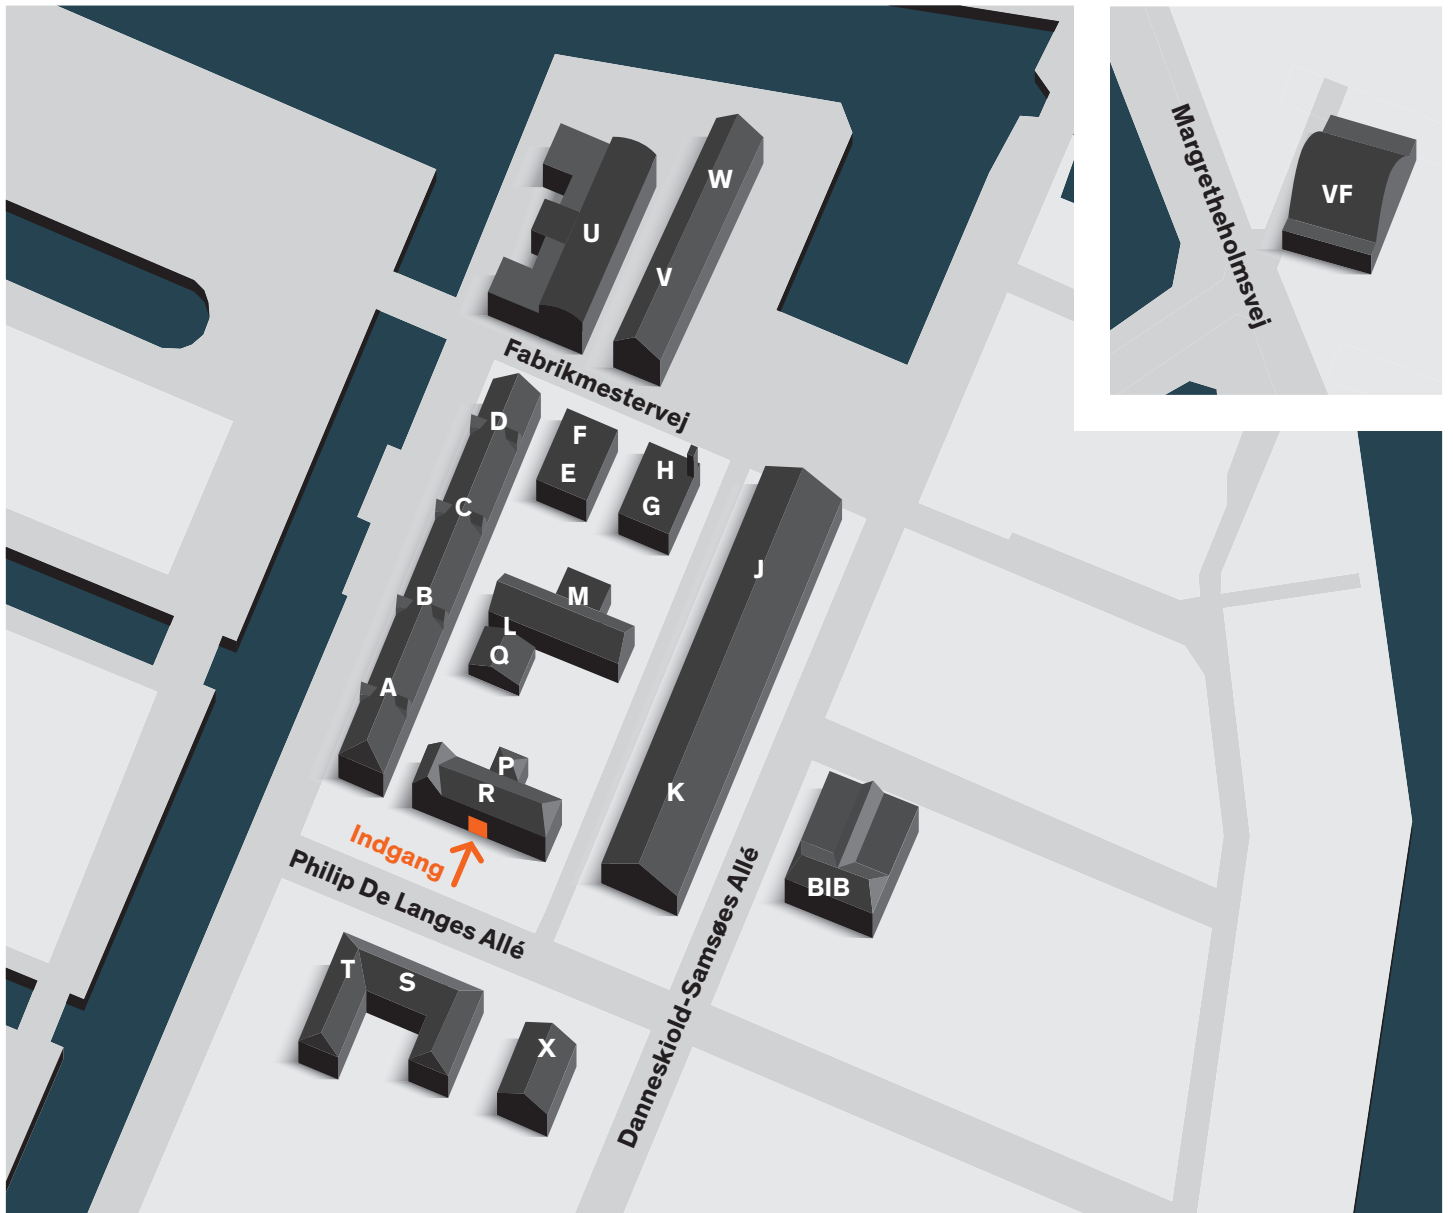 W
U
V
Margretheholmsvej
VF
Fabrikmestervej
D
F
E
H
G
C
J
B
M
L
Q
A
P
R
K
Indgang
Philip De Langes Allé
BIB
T
S
X
Danneskiold-Samsøes Allé